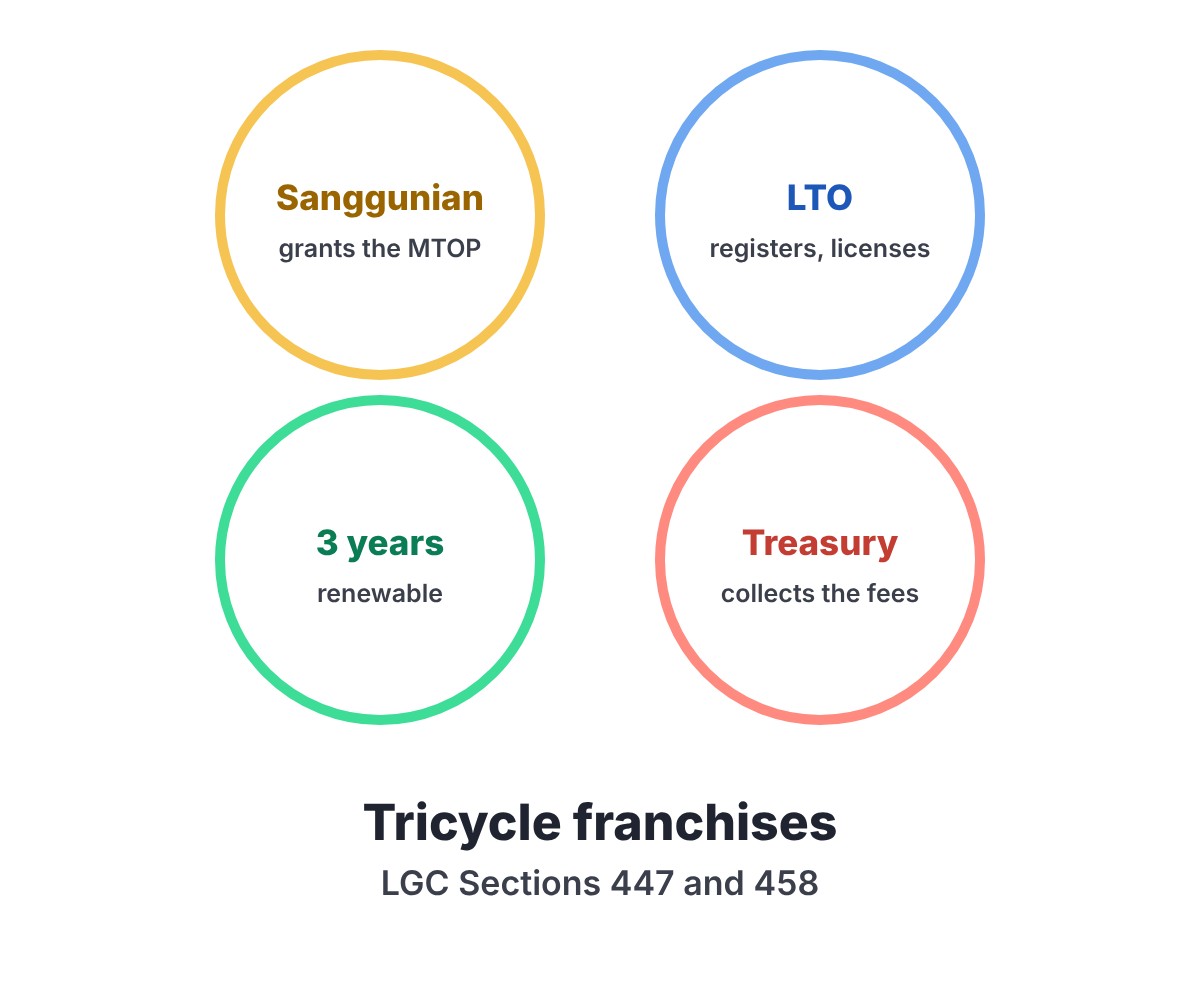 Sanggunian
grants the MTOP
LTO
registers, licenses
3 years
renewable
Treasury
collects the fees
Tricycle franchises
LGC Sections 447 and 458